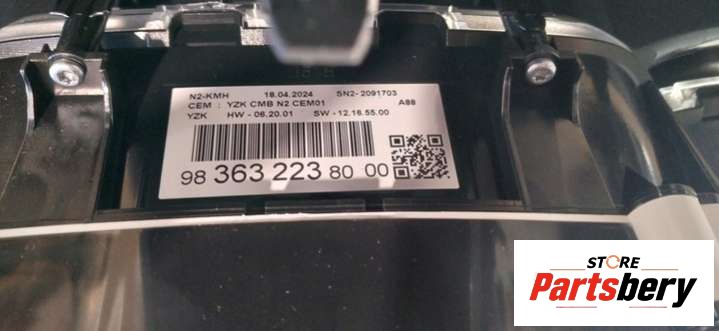 N2-KMH 18.04.2024 SN2-2091703
CEM : YZK CMB N2 CEM01 A88
YZK HW - 06.20.01 SW - 12.16.55.00
98 363 223 80 00
STORE
Partsbery